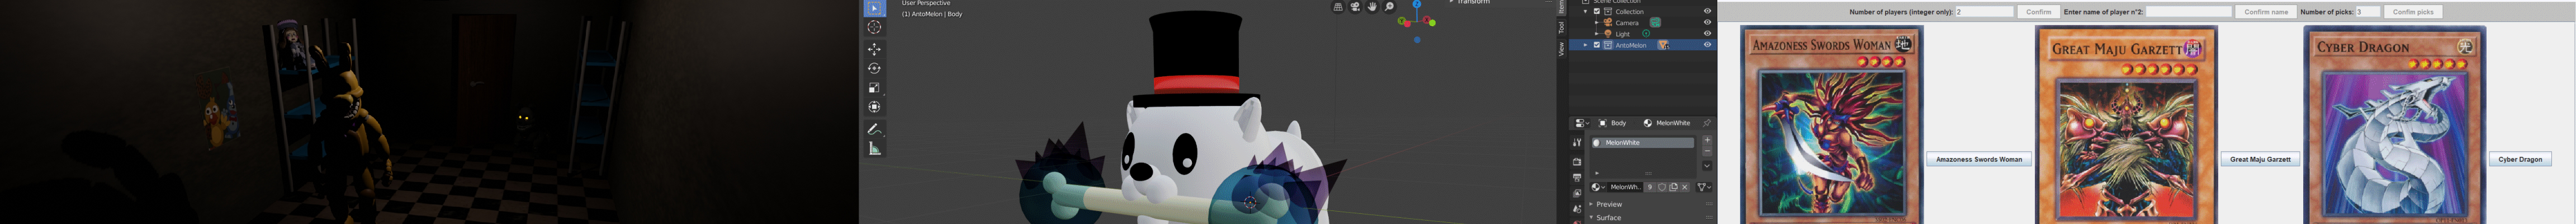 User Perspective
(1) AntoMelon | Body
Transform
Item
Tool
View
Scene Collection
Collection
Camera
Light
AntoMelon
Body
MelonWhite
MelonWhite
MelonWh...
9
Preview
Surface
Number of players (integer only): 2 Confirm Enter name of player n°2: Confirm name Number of picks: 3 Confirm picks
AMAZONESS SWORDS WOMAN
Amazoness Swords Woman
GREAT MAJU GARZETT
Great Maju Garzett
CYBER DRAGON
Cyber Dragon